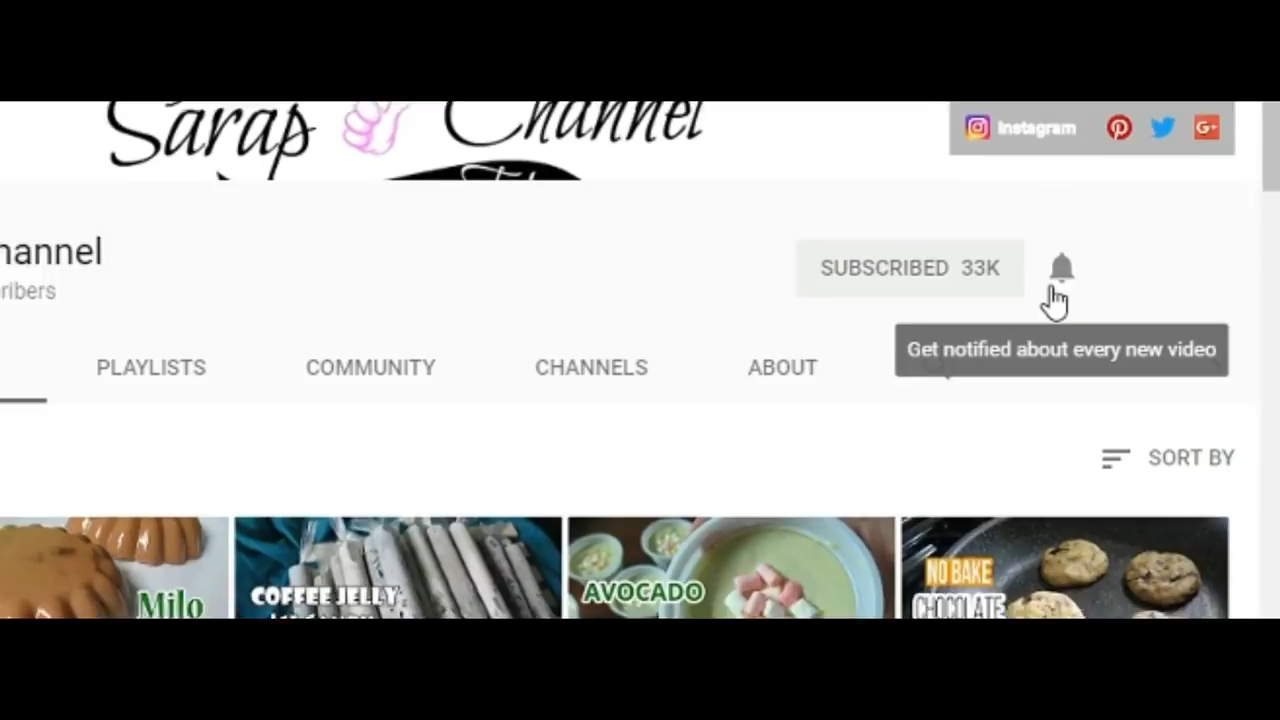 Sarap Channel
Instagram
G+
hannel
SUBSCRIBED 33K
ribers
Get notified about every new video
PLAYLISTS COMMUNITY CHANNELS ABOUT
SORT BY
Milo
COFFEE JELLY
AVOCADO
NO BAKE
CHOCOLATE